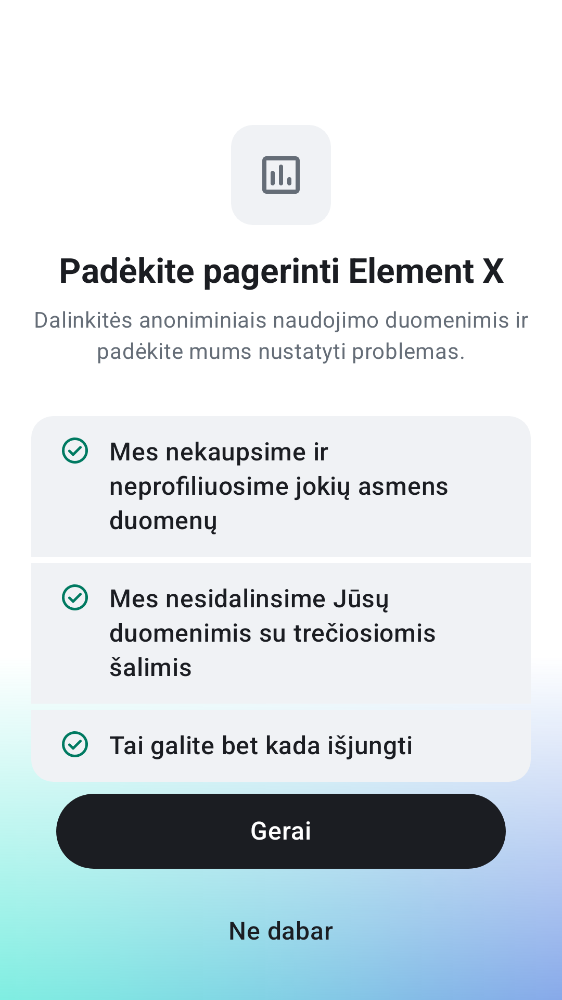 Padėkite pagerinti Element X
Dalinkitės anoniminiais naudojimo duomenimis ir
padėkite mums nustatyti problemas.
Mes nekaupsime ir
neprofiliuosime jokių asmens
duomenų
Mes nesidalinsime Jūsų
duomenimis su trečiosiomis
šalimis
Tai galite bet kada išjungti
Gerai
Ne dabar